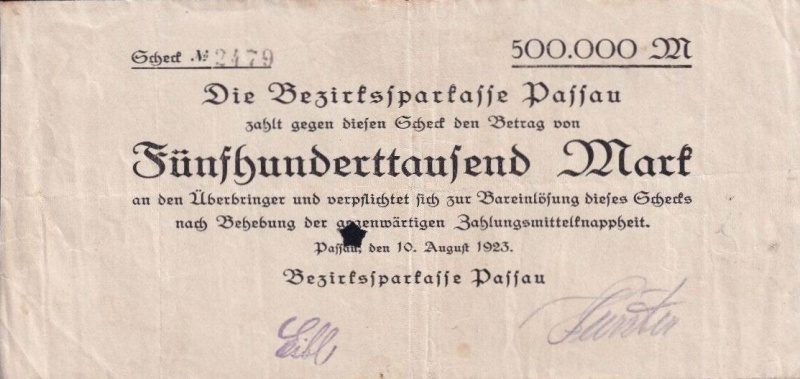 Scheck № 2479
500.000 M
Die Bezirkssparkasse Passau
zahlt gegen diesen Scheck den Betrag von
Fünfhunderttausend Mark
an den Überbringer und verpflichtet sich zur Bareinlösung dieses Schecks
nach Behebung der gegenwärtigen Zahlungsmittelknappheit.
Passau, den 10. August 1923.
Bezirkssparkasse Passau
Eibl